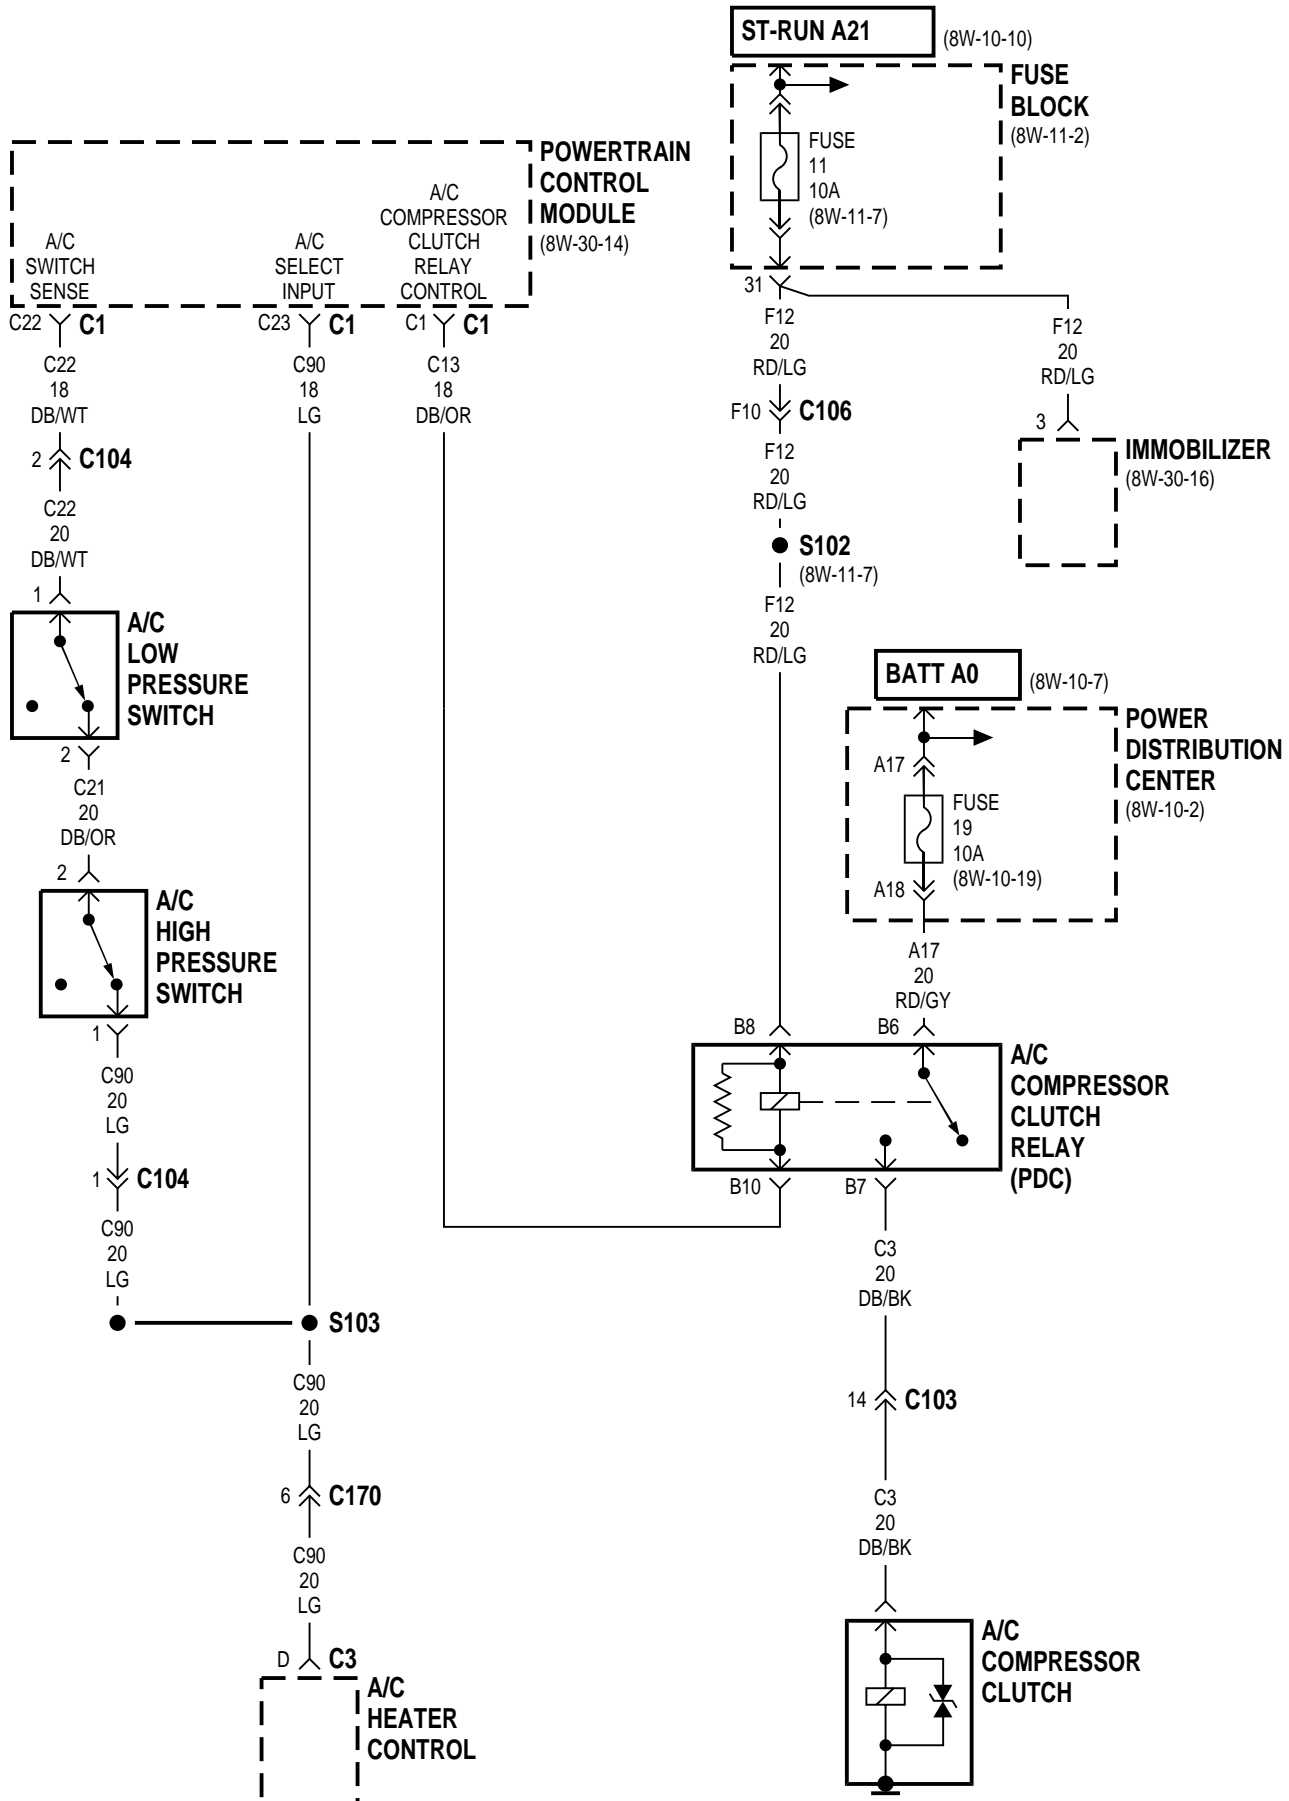 ST-RUN A21
(8W-10-10)
FUSE
BLOCK
(8W-11-2)
FUSE
11
10A
(8W-11-7)
POWERTRAIN
CONTROL
MODULE
(8W-30-14)
A/C
SWITCH
SENSE
A/C
SELECT
INPUT
A/C
COMPRESSOR
CLUTCH
RELAY
CONTROL
C22 C1
C23 C1
C1 C1
C22
18
DB/WT
C90
18
LG
C13
18
DB/OR
31
F12
20
RD/LG
F12
20
RD/LG
F10 C106
3
IMMOBILIZER
(8W-30-16)
2 C104
F12
20
RD/LG
C22
20
DB/WT
S102
(8W-11-7)
1
F12
20
RD/LG
A/C
LOW
PRESSURE
SWITCH
BATT A0
(8W-10-7)
POWER
DISTRIBUTION
CENTER
(8W-10-2)
2
A17
C21
20
DB/OR
FUSE
19
10A
(8W-10-19)
2
A18
A/C
HIGH
PRESSURE
SWITCH
A17
20
RD/GY
1
B8
B6
A/C
COMPRESSOR
CLUTCH
RELAY
(PDC)
C90
20
LG
1 C104
B10
B7
C90
20
LG
C3
20
DB/BK
S103
C90
20
LG
14 C103
6 C170
C3
20
DB/BK
C90
20
LG
D C3
A/C
HEATER
CONTROL
A/C
COMPRESSOR
CLUTCH